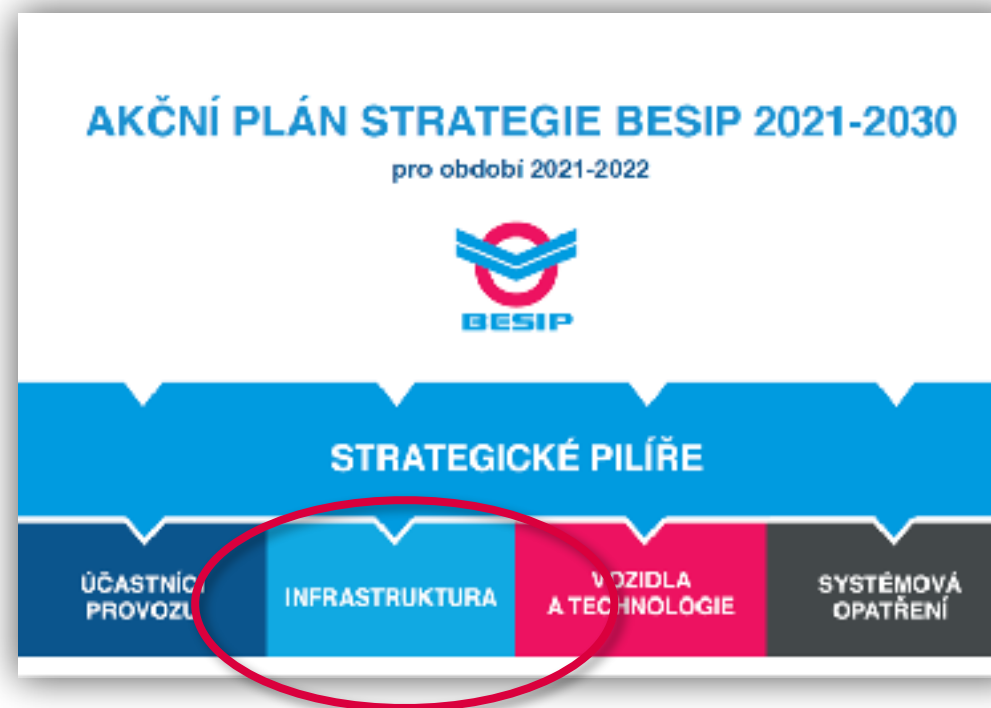 AKČNÍ PLÁN STRATEGIE BESIP 2021-2030
pro období 2021-2022
BESIP
STRATEGICKÉ PILÍŘE
ÚČASTNÍCI
PROVOZU
INFRASTRUKTURA
VOZIDLA
A TECHNOLOGIE
SYSTÉMOVÁ
OPATŘENÍ